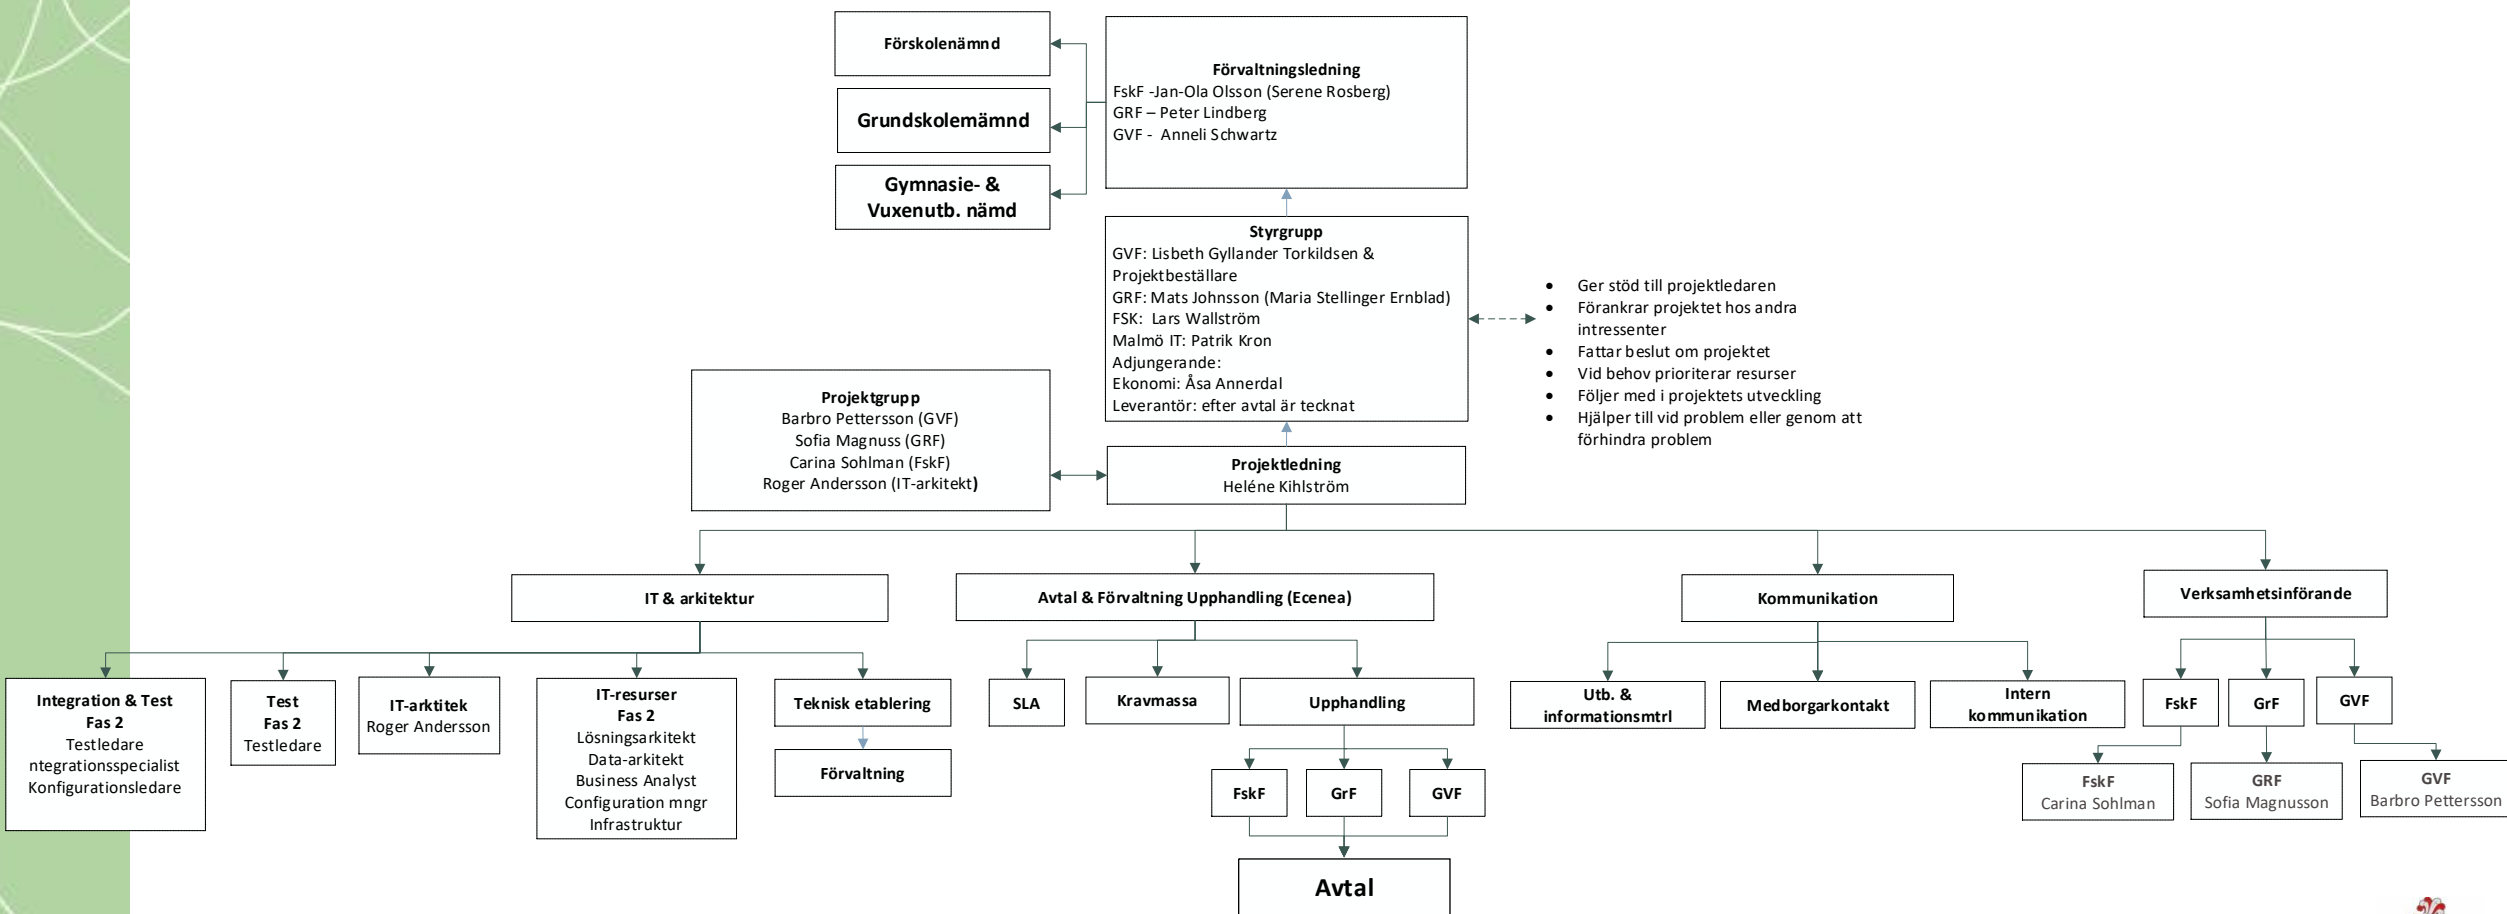 Förskolenämnd
Grundskolemämnd
Gymnasie- &
Vuxenutb. nämd
Förvaltningsledning
FskF -Jan-Ola Olsson (Serene Rosberg)
GRF – Peter Lindberg
GVF -  Anneli Schwartz
Styrgrupp
GVF: Lisbeth Gyllander Torkildsen &
Projektbeställare
GRF: Mats Johnsson (Maria Stellinger Ernblad)
FSK:  Lars Wallström
Malmö IT: Patrik Kron
Adjungerande:
Ekonomi: Åsa Annerdal
Leverantör: efter avtal är tecknat
• Ger stöd till projektledaren
• Förankrar projektet hos andra
intressenter
• Fattar beslut om projektet
• Vid behov prioriterar resurser
• Följer med i projektets utveckling
• Hjälper till vid problem eller genom att
förhindra problem
Projektgrupp
Barbro Pettersson (GVF)
Sofia Magnuss (GRF)
Carina Sohlman (FskF)
Roger Andersson (IT-arkitekt)
Projektledning
Heléne Kihlström
IT & arkitektur
Avtal & Förvaltning Upphandling (Ecenea)
Kommunikation
Verksamhetsinförande
Integration & Test
Fas 2
Testledare
ntegrationsspecialist
Konfigurationsledare
Test
Fas 2
Testledare
IT-arktitek
Roger Andersson
IT-resurser
Fas 2
Lösningsarkitekt
Data-arkitekt
Business Analyst
Configuration mngr
Infrastruktur
Teknisk etablering
Förvaltning
SLA
Kravmassa
Upphandling
FskF
GrF
GVF
Avtal
Utb. &
informationsmtrl
Medborgarkontakt
Intern
kommunikation
FskF
GrF
GVF
FskF
Carina Sohlman
GRF
Sofia Magnusson
GVF
Barbro Pettersson